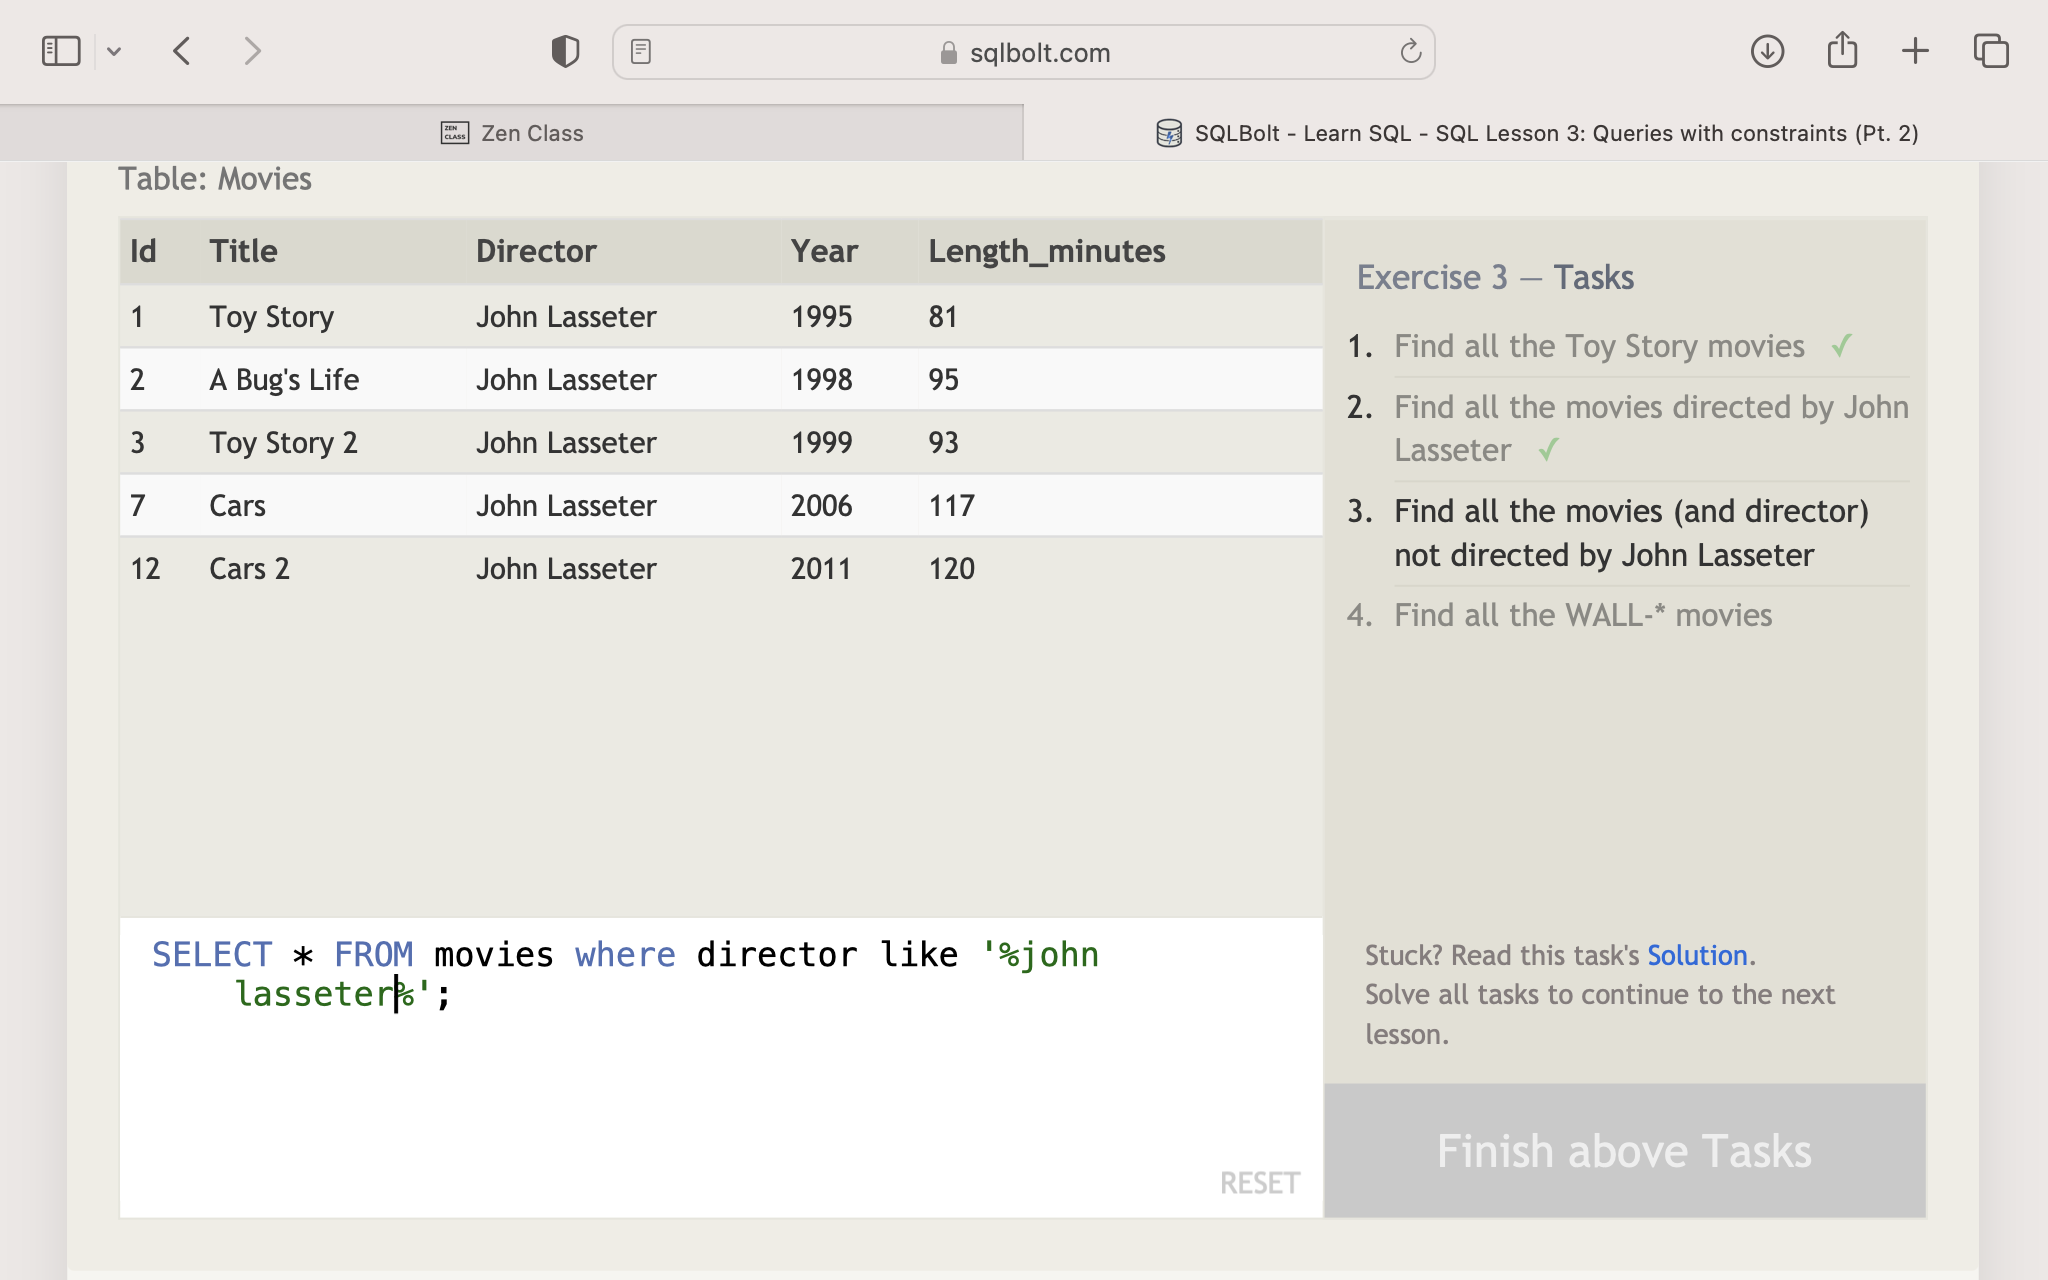 sqlbolt.com
ZEN CLASS Zen Class
SQLBolt - Learn SQL - SQL Lesson 3: Queries with constraints (Pt. 2)
Table: Movies
Id Title Director Year Length_minutes
1 Toy Story John Lasseter 1995 81
2 A Bug's Life John Lasseter 1998 95
3 Toy Story 2 John Lasseter 1999 93
7 Cars John Lasseter 2006 117
12 Cars 2 John Lasseter 2011 120
SELECT * FROM movies where director like '%john
lasseter%';
RESET
Exercise 3 — Tasks
1. Find all the Toy Story movies ✓
2. Find all the movies directed by John
Lasseter ✓
3. Find all the movies (and director)
not directed by John Lasseter
4. Find all the WALL-* movies
Stuck? Read this task's Solution.
Solve all tasks to continue to the next
lesson.
Finish above Tasks